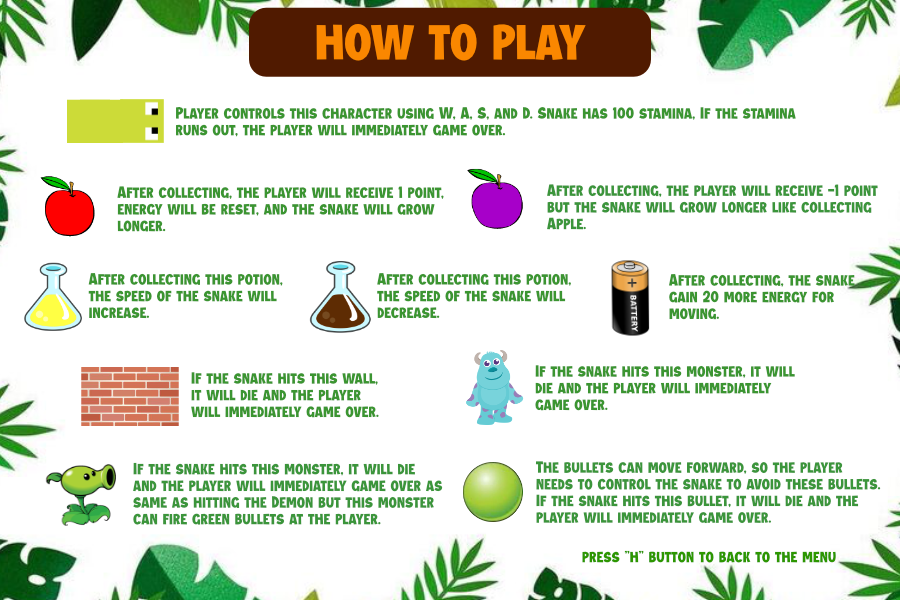 HOW TO PLAY
PLAYER CONTROLS THIS CHARACTER USING W, A, S, AND D. SNAKE HAS 100 STAMINA, IF THE STAMINA
RUNS OUT, THE PLAYER WILL IMMEDIATELY GAME OVER.
AFTER COLLECTING, THE PLAYER WILL RECEIVE 1 POINT,
ENERGY WILL BE RESET, AND THE SNAKE WILL GROW
LONGER.
AFTER COLLECTING, THE PLAYER WILL RECEIVE -1 POINT
BUT THE SNAKE WILL GROW LONGER LIKE COLLECTING
APPLE.
AFTER COLLECTING THIS POTION,
THE SPEED OF THE SNAKE WILL
INCREASE.
AFTER COLLECTING THIS POTION,
THE SPEED OF THE SNAKE WILL
DECREASE.
BATTERY
AFTER COLLECTING, THE SNAKE
GAIN 20 MORE ENERGY FOR
MOVING.
IF THE SNAKE HITS THIS WALL,
IT WILL DIE AND THE PLAYER
WILL IMMEDIATELY GAME OVER.
IF THE SNAKE HITS THIS MONSTER, IT WILL
DIE AND THE PLAYER WILL IMMEDIATELY
GAME OVER.
IF THE SNAKE HITS THIS MONSTER, IT WILL DIE
AND THE PLAYER WILL IMMEDIATELY GAME OVER AS
SAME AS HITTING THE DEMON BUT THIS MONSTER
CAN FIRE GREEN BULLETS AT THE PLAYER.
THE BULLETS CAN MOVE FORWARD, SO THE PLAYER
NEEDS TO CONTROL THE SNAKE TO AVOID THESE BULLETS.
IF THE SNAKE HITS THIS BULLET, IT WILL DIE AND THE
PLAYER WILL IMMEDIATELY GAME OVER.
PRESS "H" BUTTON TO BACK TO THE MENU